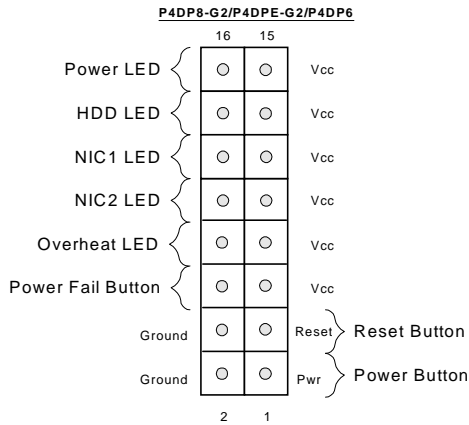 P4DP8-G2/P4DPE-G2/P4DP6
16 15
Power LED Vcc
HDD LED Vcc
NIC1 LED Vcc
NIC2 LED Vcc
Overheat LED Vcc
Power Fail Button Vcc
Ground Reset Reset Button
Ground Pwr Power Button
2 1